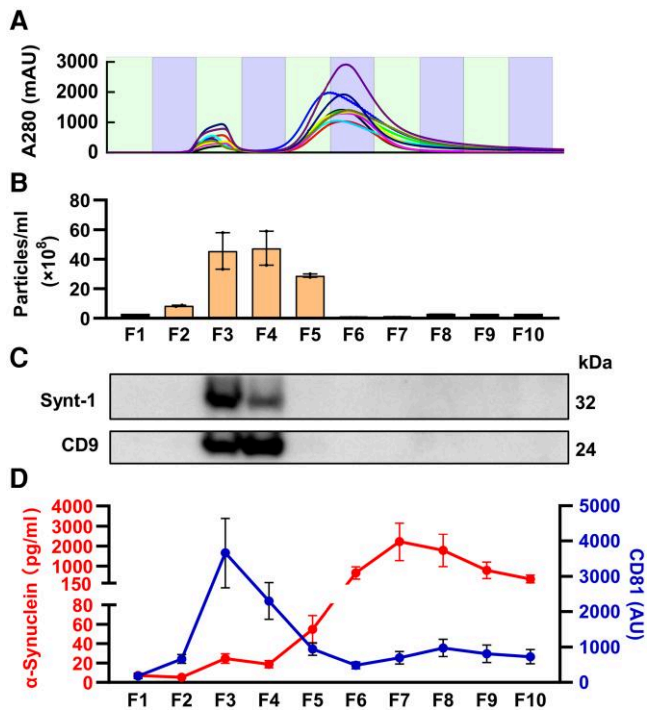 A
A280 (mAU)
3000
2000
1000
0
B
Particles/ml
(×10⁸)
80
60
40
20
0
F1 F2 F3 F4 F5 F6 F7 F8 F9 F10
C
kDa
Synt-1
32
CD9
24
D
α-Synuclein (pg/ml)
4000
3000
2000
1000
150
80
60
40
20
0
5000
4000
3000
2000
1000
0
CD81 (AU)
F1 F2 F3 F4 F5 F6 F7 F8 F9 F10